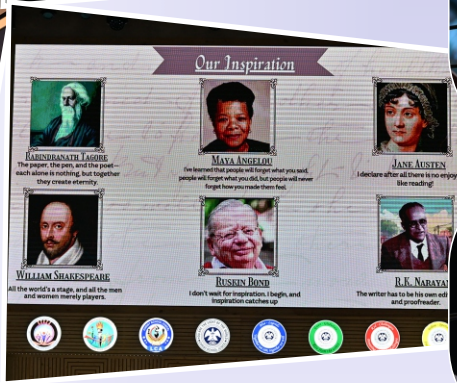 Our Inspiration
RABINDRANATH TAGORE
The paper, the pen, and the poet—
each alone is nothing, but together
they create eternity.
MAYA ANGELOU
I've learned that people will forget what you said,
people will forget what you did, but people will never
forget how you made them feel.
JANE AUSTEN
I declare after all there is no enjoy
like reading!
WILLIAM SHAKESPEARE
All the world's a stage, and all the men
and women merely players.
RUSKIN BOND
I don't wait for inspiration. I begin, and
inspiration catches up
R.K. NARAYA
The writer has to be his own edi
and proofreader.